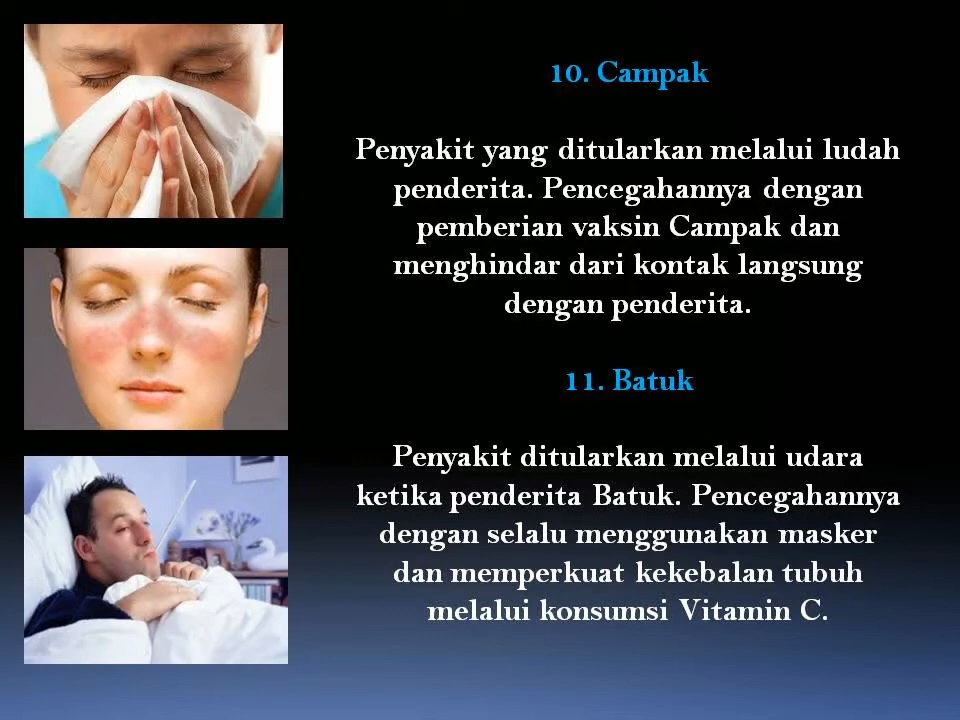 10. Campak
Penyakit yang ditularkan melalui ludah
penderita. Pencegahannya dengan
pemberian vaksin Campak dan
menghindar dari kontak langsung
dengan penderita.
11. Batuk
Penyakit ditularkan melalui udara
ketika penderita Batuk. Pencegahannya
dengan selalu menggunakan masker
dan memperkuat kekebalan tubuh
melalui konsumsi Vitamin C.